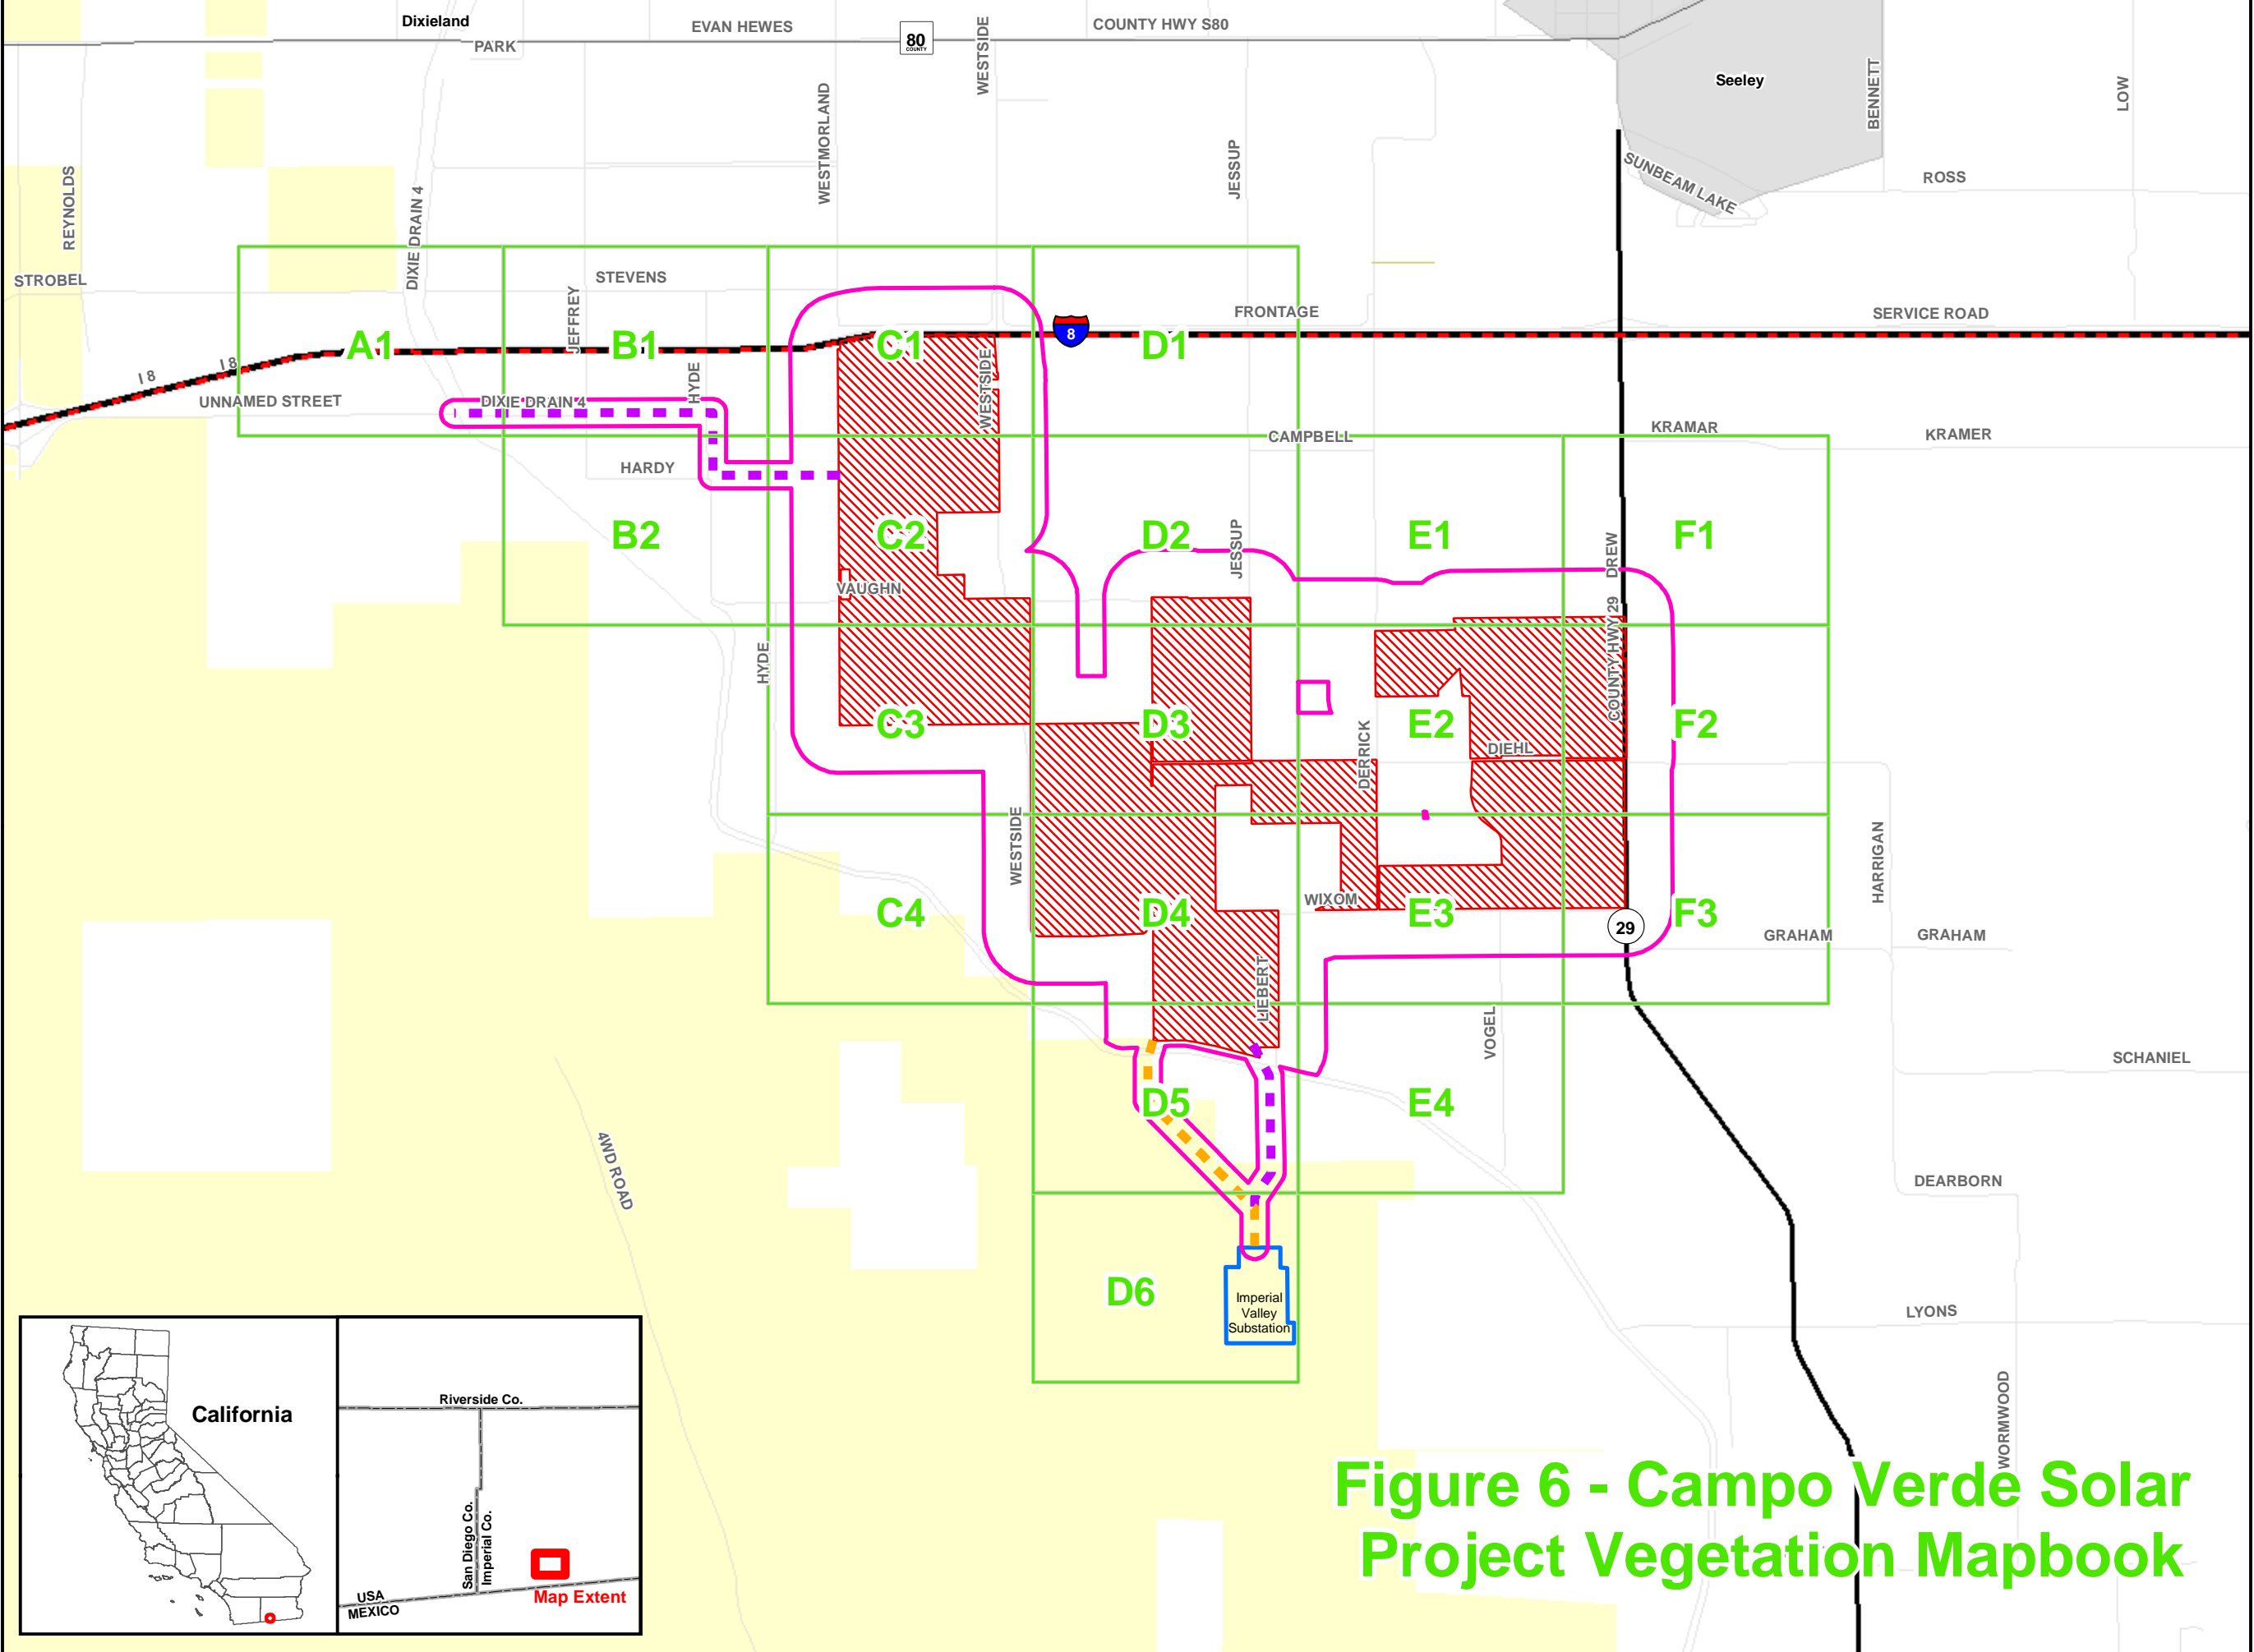 Dixieland
EVAN HEWES
COUNTY HWY S80
PARK
80
COUNTY
WESTSIDE
Seeley
BENNETT
LOW
WESTMORLAND
JESSUP
SUNBEAM LAKE
ROSS
REYNOLDS
DIXIE DRAIN 4
STROBEL
STEVENS
JEFFREY
FRONTAGE
SERVICE ROAD
8
A1
B1
C1
D1
I 8
I 8
HYDE
WESTSIDE
UNNAMED STREET
DIXIE DRAIN 4
CAMPBELL
KRAMAR
KRAMER
HARDY
B2
C2
D2
JESSUP
E1
DREW
F1
VAUGHN
HYDE
COUNTY HWY 29
C3
D3
DERRICK
E2
F2
DIEHL
WESTSIDE
HARRIGAN
C4
D4
WIXOM
E3
F3
29
GRAHAM
GRAHAM
LIEBERT
VOGEL
SCHANIEL
D5
E4
4WD ROAD
DEARBORN
D6
Imperial
Valley
Substation
LYONS
WORMWOOD
California
Riverside Co.
San Diego Co.
Imperial Co.
USA
MEXICO
Map Extent
Figure 6 - Campo Verde Solar
Project Vegetation Mapbook